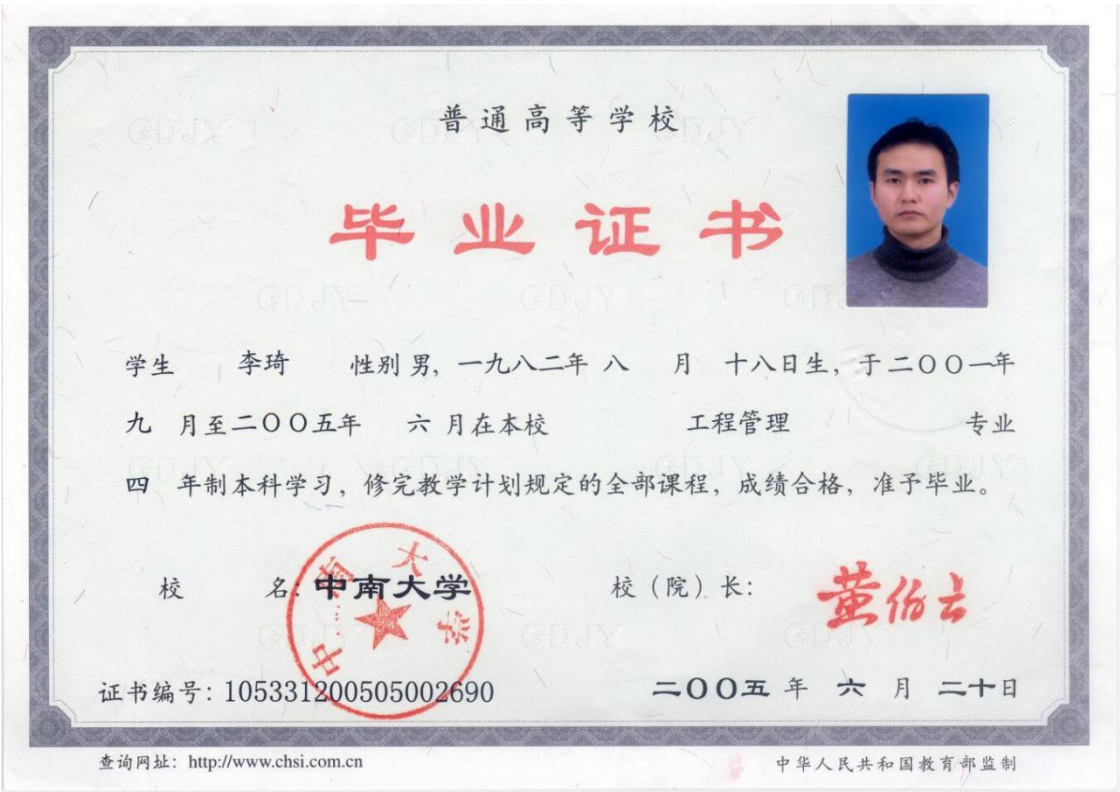 普通高等学校
毕业证书
学生 李琦 性别 男，一九八二年 八 月 十八日生，于二〇〇一年
九 月至二〇〇五年 六 月在本校 工程管理 专业
四 年制本科学习，修完教学计划规定的全部课程，成绩合格，准予毕业。
校 名：中南大学
中南大学
校（院）长：黄伯云
证书编号：105331200505002690
二〇〇五 年 六 月 二十日
查询网址：http://www.chsi.com.cn
中华人民共和国教育部监制